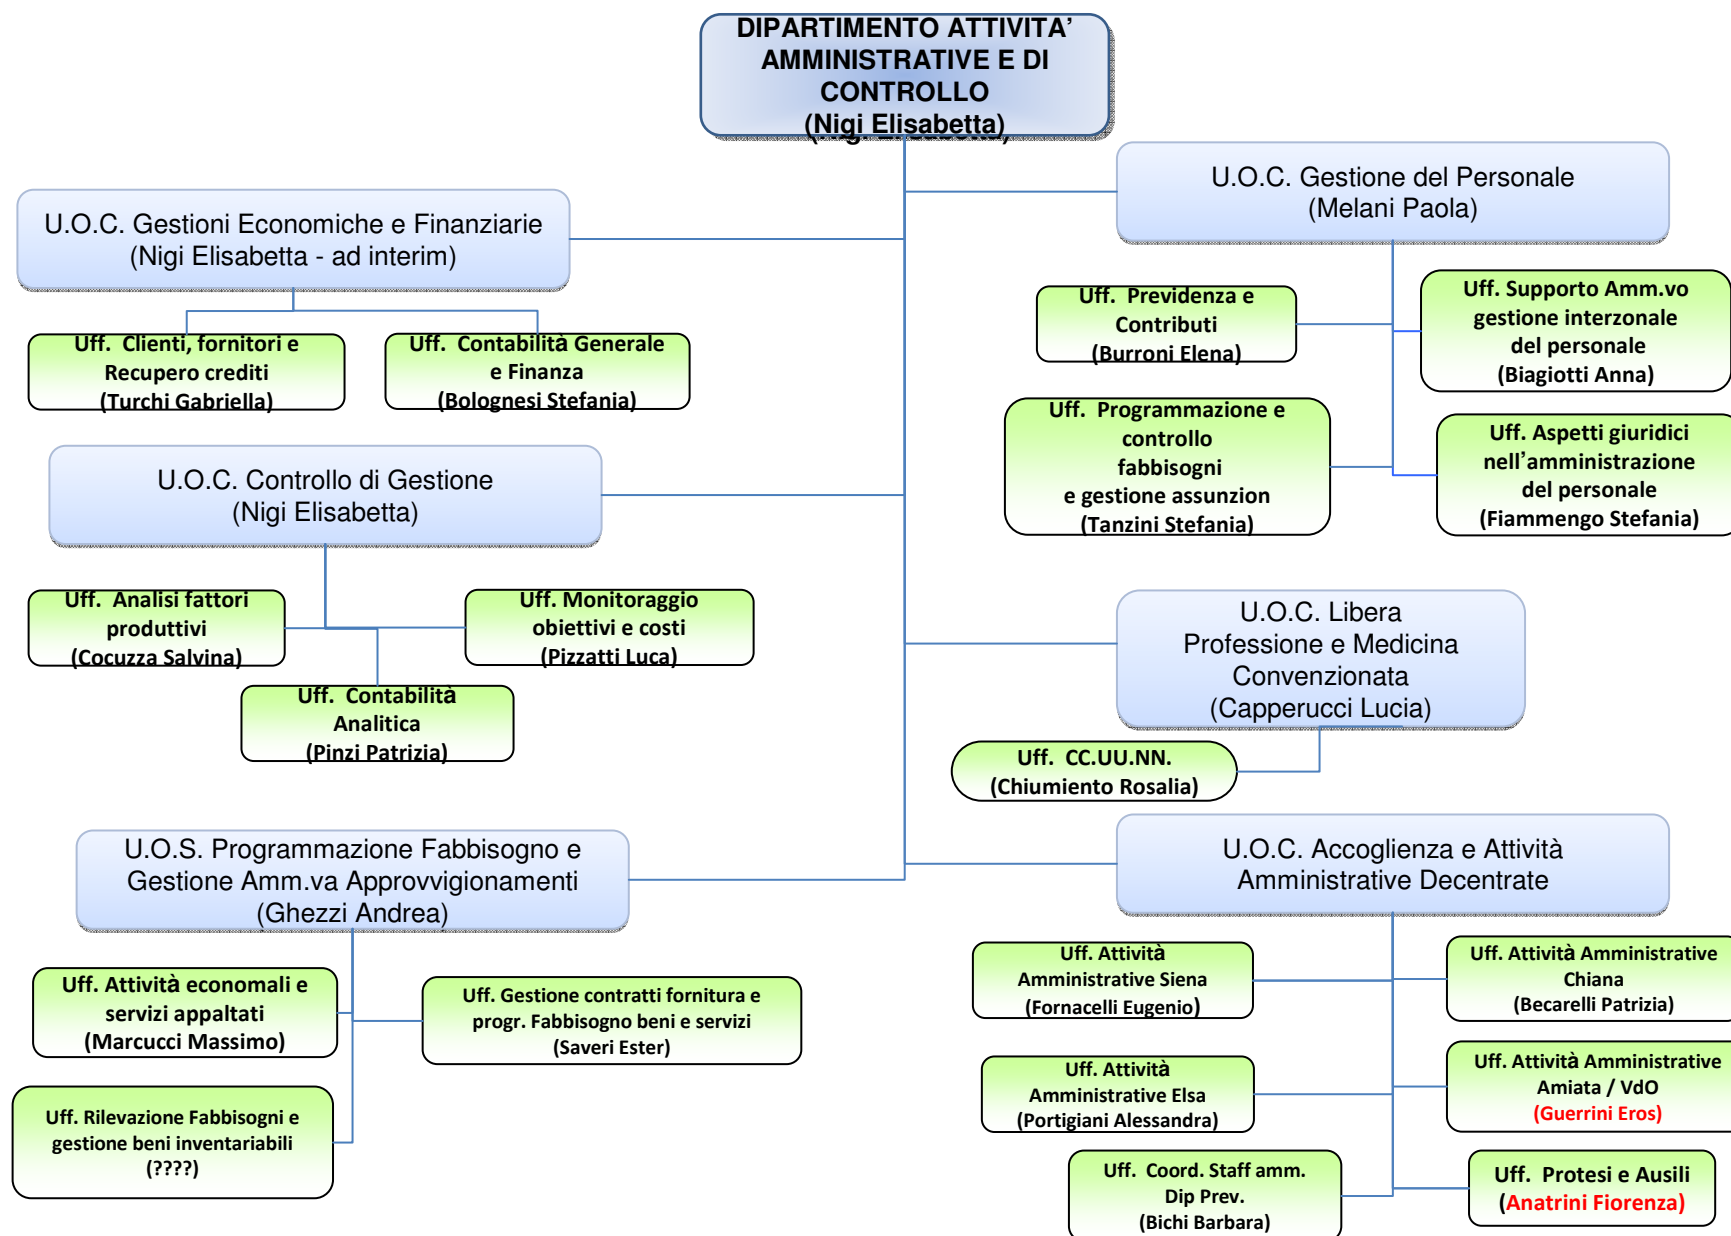 DIPARTIMENTO ATTIVITA’
AMMINISTRATIVE E DI
CONTROLLO
(Nigi Elisabetta)
U.O.C. Gestioni Economiche e Finanziarie
(Nigi Elisabetta - ad interim)
Uff. Clienti, fornitori e
Recupero crediti
(Turchi Gabriella)
Uff. Contabilità Generale
e Finanza
(Bolognesi Stefania)
U.O.C. Controllo di Gestione
(Nigi Elisabetta)
Uff. Analisi fattori
produttivi
(Cocuzza Salvina)
Uff. Monitoraggio
obiettivi e costi
(Pizzatti Luca)
Uff. Contabilità
Analitica
(Pinzi Patrizia)
U.O.S. Programmazione Fabbisogno e
Gestione Amm.va Approvvigionamenti
(Ghezzi Andrea)
Uff. Attività economali e
servizi appaltati
(Marcucci Massimo)
Uff. Gestione contratti fornitura e
progr. Fabbisogno beni e servizi
(Saveri Ester)
Uff. Rilevazione Fabbisogni e
gestione beni inventariabili
(????)
U.O.C. Gestione del Personale
(Melani Paola)
Uff. Previdenza e
Contributi
(Burroni Elena)
Uff. Supporto Amm.vo
gestione interzonale
del personale
(Biagiotti Anna)
Uff. Programmazione e
controllo
fabbisogni
e gestione assunzion
(Tanzini Stefania)
Uff. Aspetti giuridici
nell’amministrazione
del personale
(Fiammengo Stefania)
U.O.C. Libera
Professione e Medicina
Convenzionata
(Capperucci Lucia)
Uff. CC.UU.NN.
(Chiumiento Rosalia)
U.O.C. Accoglienza e Attività
Amministrative Decentrate
Uff. Attività
Amministrative Siena
(Fornacelli Eugenio)
Uff. Attività Amministrative
Chiana
(Becarelli Patrizia)
Uff. Attività
Amministrative Elsa
(Portigiani Alessandra)
Uff. Attività Amministrative
Amiata / VdO
(Guerrini Eros)
Uff. Coord. Staff amm.
Dip Prev.
(Bichi Barbara)
Uff. Protesi e Ausili
(Anatrini Fiorenza)